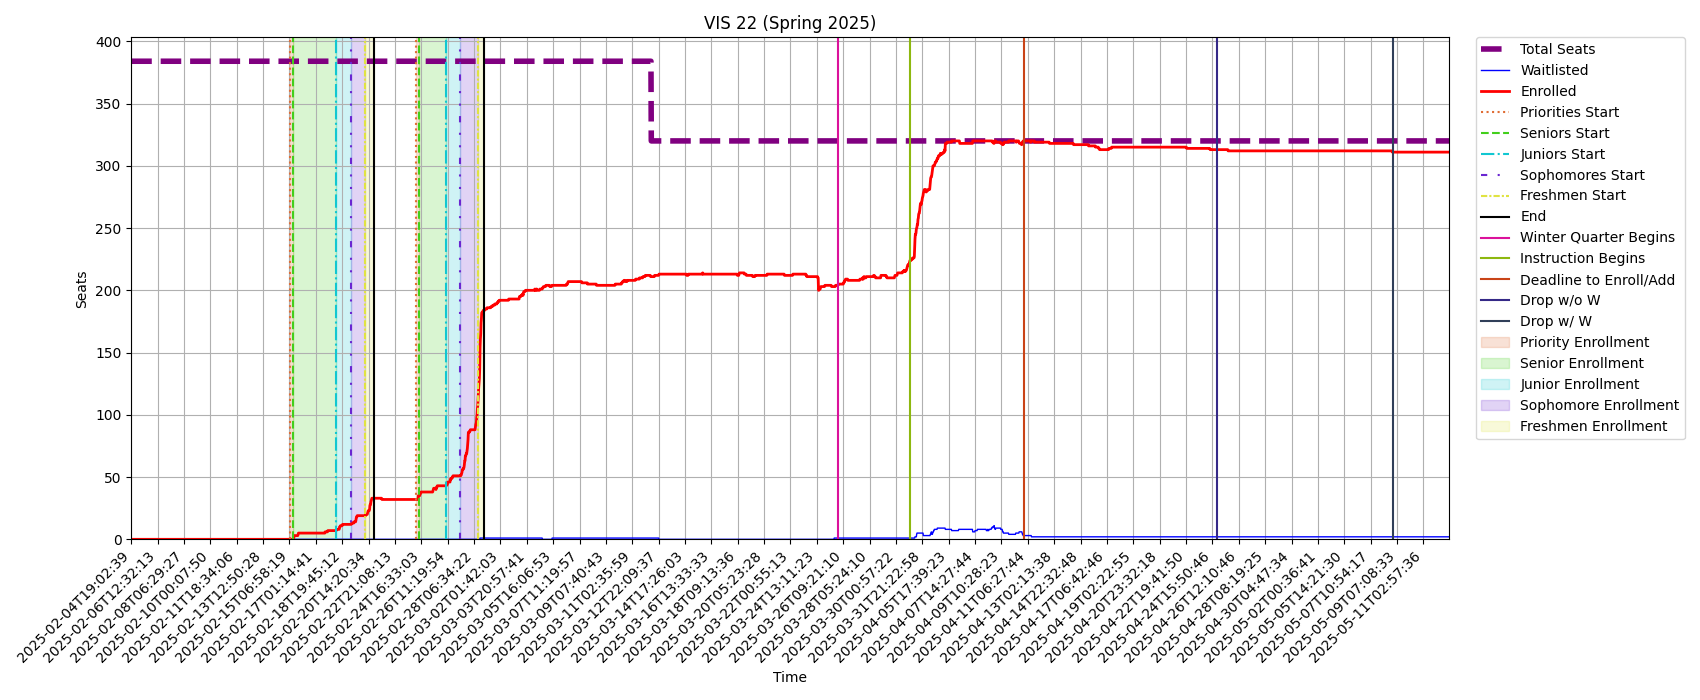 VIS 22 (Spring 2025)
400
350
300
250
200
150
100
50
0
Seats
2025-02-04T19:02:39
2025-02-06T12:32:13
2025-02-08T06:29:27
2025-02-10T00:07:50
2025-02-11T18:34:06
2025-02-13T12:50:28
2025-02-15T06:58:19
2025-02-17T01:14:41
2025-02-18T19:45:12
2025-02-20T14:20:34
2025-02-22T21:08:13
2025-02-24T16:33:03
2025-02-26T11:19:54
2025-02-28T06:34:22
2025-03-02T01:42:03
2025-03-03T20:57:41
2025-03-05T16:06:53
2025-03-07T11:19:57
2025-03-09T07:40:43
2025-03-11T02:35:59
2025-03-12T22:09:37
2025-03-14T17:26:03
2025-03-16T13:33:33
2025-03-18T09:13:36
2025-03-20T05:23:28
2025-03-22T00:55:13
2025-03-24T13:11:23
2025-03-26T09:21:10
2025-03-28T05:24:10
2025-03-30T00:57:22
2025-03-31T21:22:58
2025-04-05T17:39:23
2025-04-07T14:27:44
2025-04-09T10:28:23
2025-04-11T06:27:44
2025-04-13T02:13:38
2025-04-14T22:32:48
2025-04-17T06:42:46
2025-04-19T02:22:55
2025-04-20T23:32:18
2025-04-22T19:41:50
2025-04-24T15:50:46
2025-04-26T12:10:46
2025-04-28T08:19:25
2025-04-30T04:47:34
2025-05-02T00:36:41
2025-05-05T14:21:30
2025-05-07T10:54:17
2025-05-09T07:08:32
2025-05-11T02:57:36
Time
Total Seats
Waitlisted
Enrolled
Priorities Start
Seniors Start
Juniors Start
Sophomores Start
Freshmen Start
End
Winter Quarter Begins
Instruction Begins
Deadline to Enroll/Add
Drop w/o W
Drop w/ W
Priority Enrollment
Senior Enrollment
Junior Enrollment
Sophomore Enrollment
Freshmen Enrollment